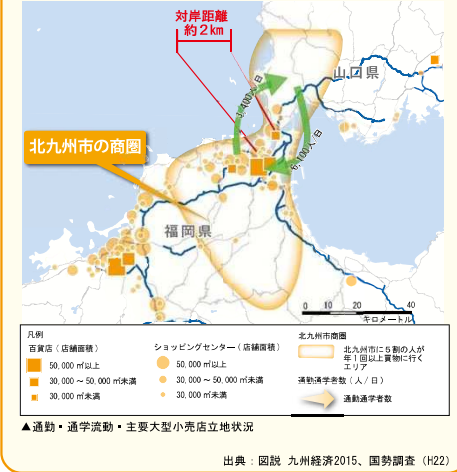 対岸距離
約2km
山口県
3,400人/日
6,100人/日
北九州市の商圏
福岡県
0 10 20 40
キロメートル
凡例
百貨店(店舗面積)
50,000㎡以上
30,000~50,000㎡未満
30,000㎡未満
ショッピングセンター(店舗面積)
50,000㎡以上
30,000~50,000㎡未満
30,000㎡未満
北九州市商圏
北九州市に5割の人が
年1回以上買物に行く
エリア
通勤通学者数(人/日)
通勤通学者数
▲通勤・通学流動・主要大型小売店立地状況
出典:図説 九州経済2015、国勢調査(H22)